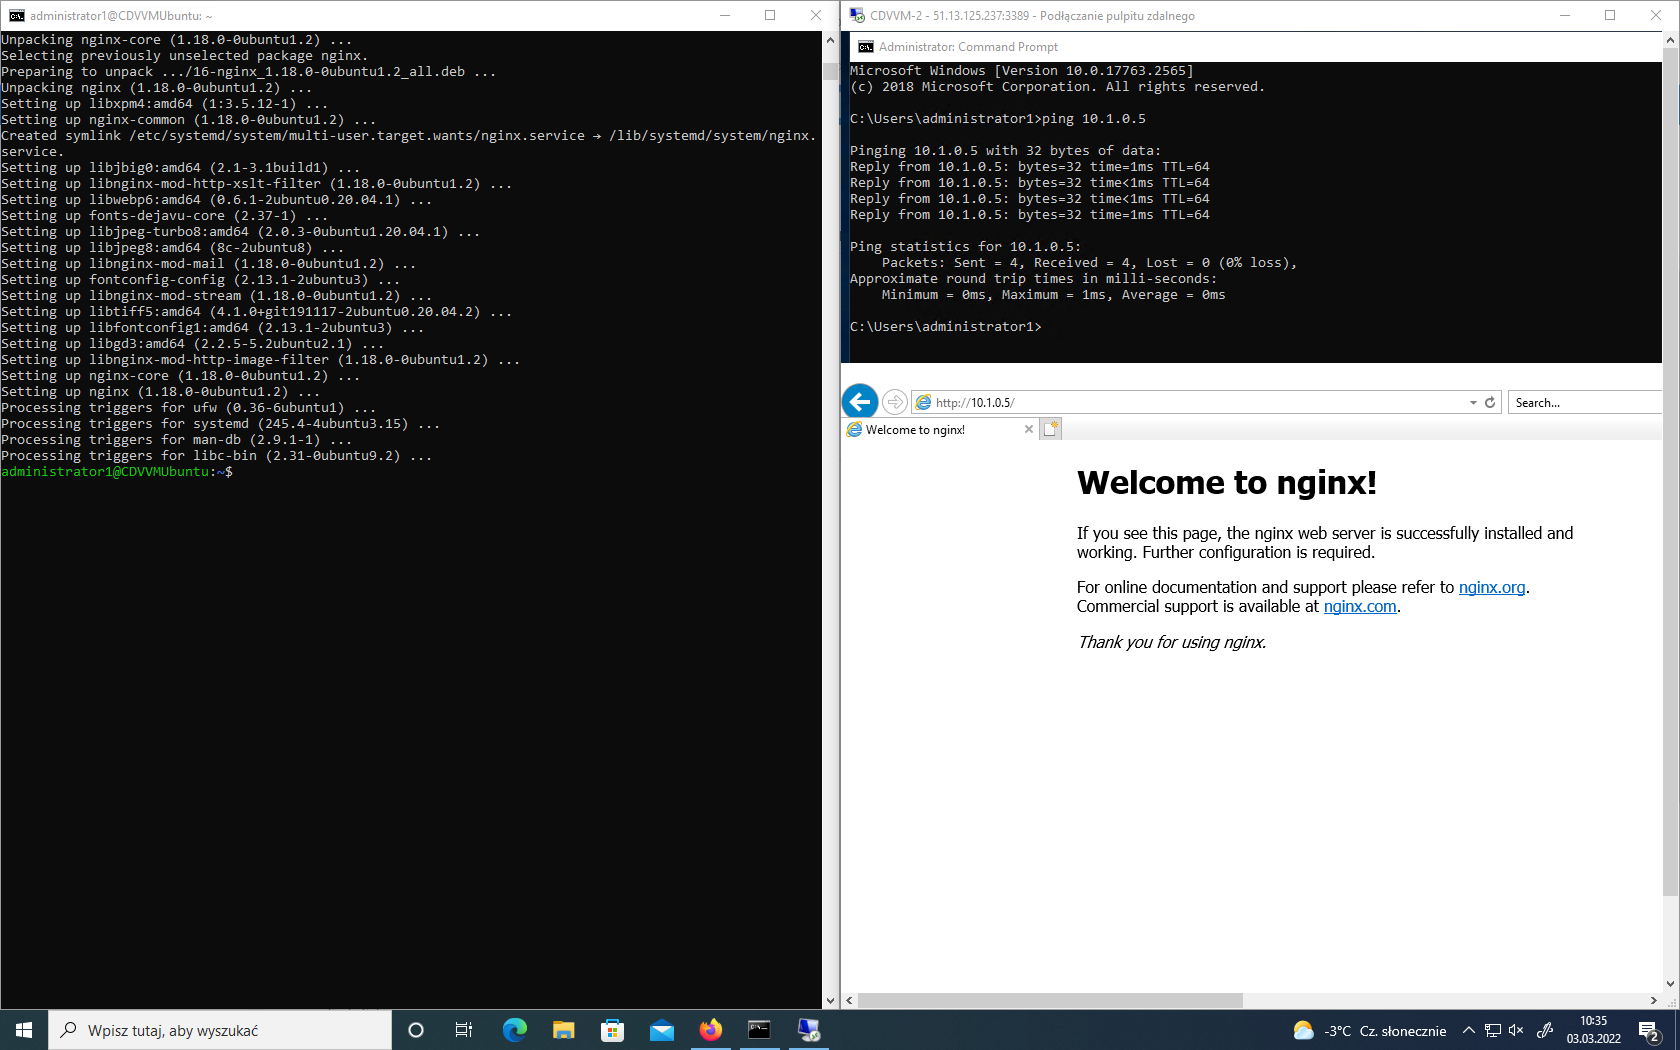 administrator1@CDVVMUbuntu: ~
Unpacking nginx-core (1.18.0-0ubuntu1.2) ...
Selecting previously unselected package nginx.
Preparing to unpack .../16-nginx_1.18.0-0ubuntu1.2_all.deb ...
Unpacking nginx (1.18.0-0ubuntu1.2) ...
Setting up libxpm4:amd64 (1:3.5.12-1) ...
Setting up nginx-common (1.18.0-0ubuntu1.2) ...
Created symlink /etc/systemd/system/multi-user.target.wants/nginx.service → /lib/systemd/system/nginx.
service.
Setting up libjbig0:amd64 (2.1-3.1build1) ...
Setting up libnginx-mod-http-xslt-filter (1.18.0-0ubuntu1.2) ...
Setting up libwebp6:amd64 (0.6.1-2ubuntu0.20.04.1) ...
Setting up fonts-dejavu-core (2.37-1) ...
Setting up libjpeg-turbo8:amd64 (2.0.3-0ubuntu1.20.04.1) ...
Setting up libjpeg8:amd64 (8c-2ubuntu8) ...
Setting up libnginx-mod-mail (1.18.0-0ubuntu1.2) ...
Setting up fontconfig-config (2.13.1-2ubuntu3) ...
Setting up libnginx-mod-stream (1.18.0-0ubuntu1.2) ...
Setting up libtiff5:amd64 (4.1.0+git191117-2ubuntu0.20.04.2) ...
Setting up libfontconfig1:amd64 (2.13.1-2ubuntu3) ...
Setting up libgd3:amd64 (2.2.5-5.2ubuntu2.1) ...
Setting up libnginx-mod-http-image-filter (1.18.0-0ubuntu1.2) ...
Setting up nginx-core (1.18.0-0ubuntu1.2) ...
Setting up nginx (1.18.0-0ubuntu1.2) ...
Processing triggers for ufw (0.36-6ubuntu1) ...
Processing triggers for systemd (245.4-4ubuntu3.15) ...
Processing triggers for man-db (2.9.1-1) ...
Processing triggers for libc-bin (2.31-0ubuntu9.2) ...
administrator1@CDVVMUbuntu:~$
CDVVM-2 - 51.13.125.237:3389 - Podłączanie pulpitu zdalnego
Administrator: Command Prompt
Microsoft Windows [Version 10.0.17763.2565]
(c) 2018 Microsoft Corporation. All rights reserved.
C:\Users\administrator1>ping 10.1.0.5
Pinging 10.1.0.5 with 32 bytes of data:
Reply from 10.1.0.5: bytes=32 time=1ms TTL=64
Reply from 10.1.0.5: bytes=32 time<1ms TTL=64
Reply from 10.1.0.5: bytes=32 time<1ms TTL=64
Reply from 10.1.0.5: bytes=32 time=1ms TTL=64
Ping statistics for 10.1.0.5:
Packets: Sent = 4, Received = 4, Lost = 0 (0% loss),
Approximate round trip times in milli-seconds:
Minimum = 0ms, Maximum = 1ms, Average = 0ms
C:\Users\administrator1>
http://10.1.0.5/
Search...
Welcome to nginx!
Welcome to nginx!
If you see this page, the nginx web server is successfully installed and
working. Further configuration is required.
For online documentation and support please refer to nginx.org.
Commercial support is available at nginx.com.
Thank you for using nginx.
Wpisz tutaj, aby wyszukać
-3°C Cz. słonecznie
10:35
03.03.2022
2